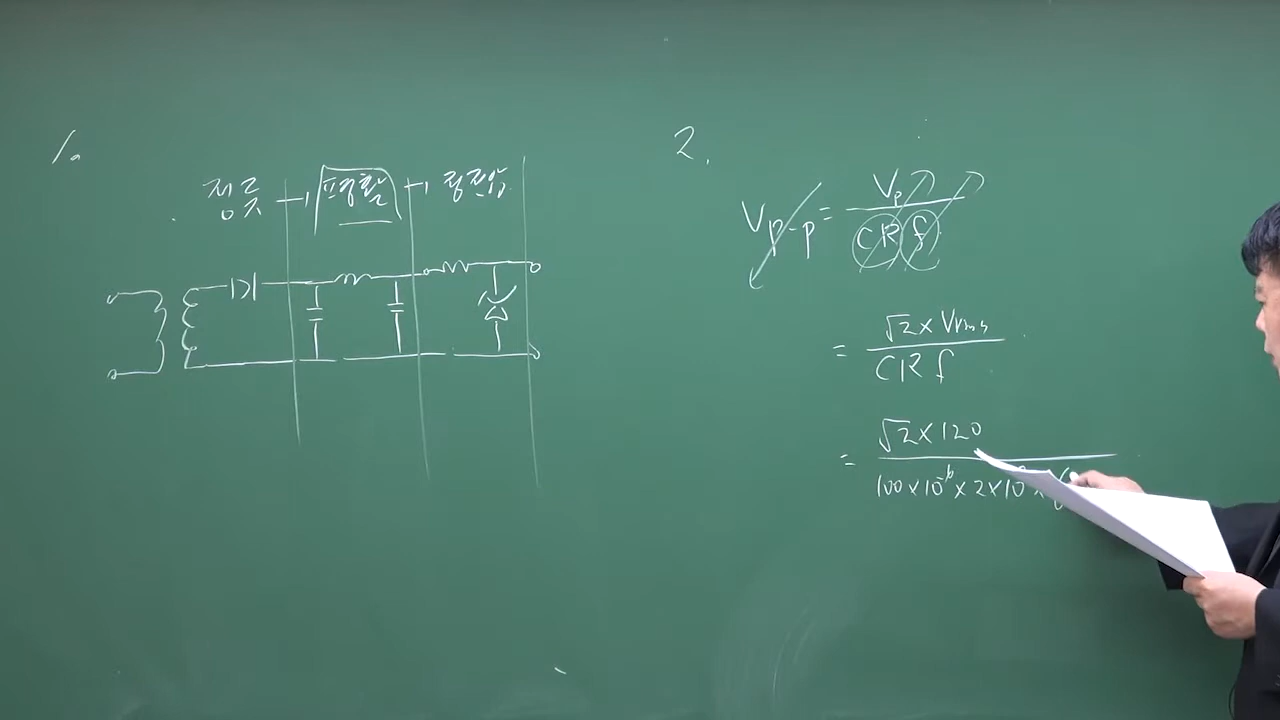 1.
정류 → 평활 → 정전압
2.
Vp-p = Vp / CRf
= √2 × Vrms / CRf
= √2 × 120 / 100 × 10⁻⁶ × 2 × 10